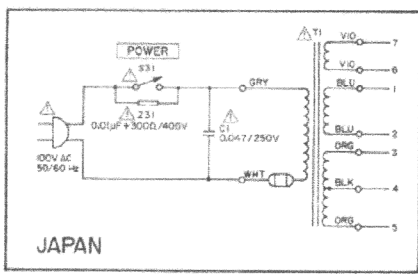 POWER
S31
Z31
0.01µF+300Ω/400V
100V AC
50/60 Hz
C1
0.047/250V
GRY
WHT
T1
VIO 7
VIO 6
BLU 1
BLU 2
ORG 3
BLK 4
ORG 5
JAPAN